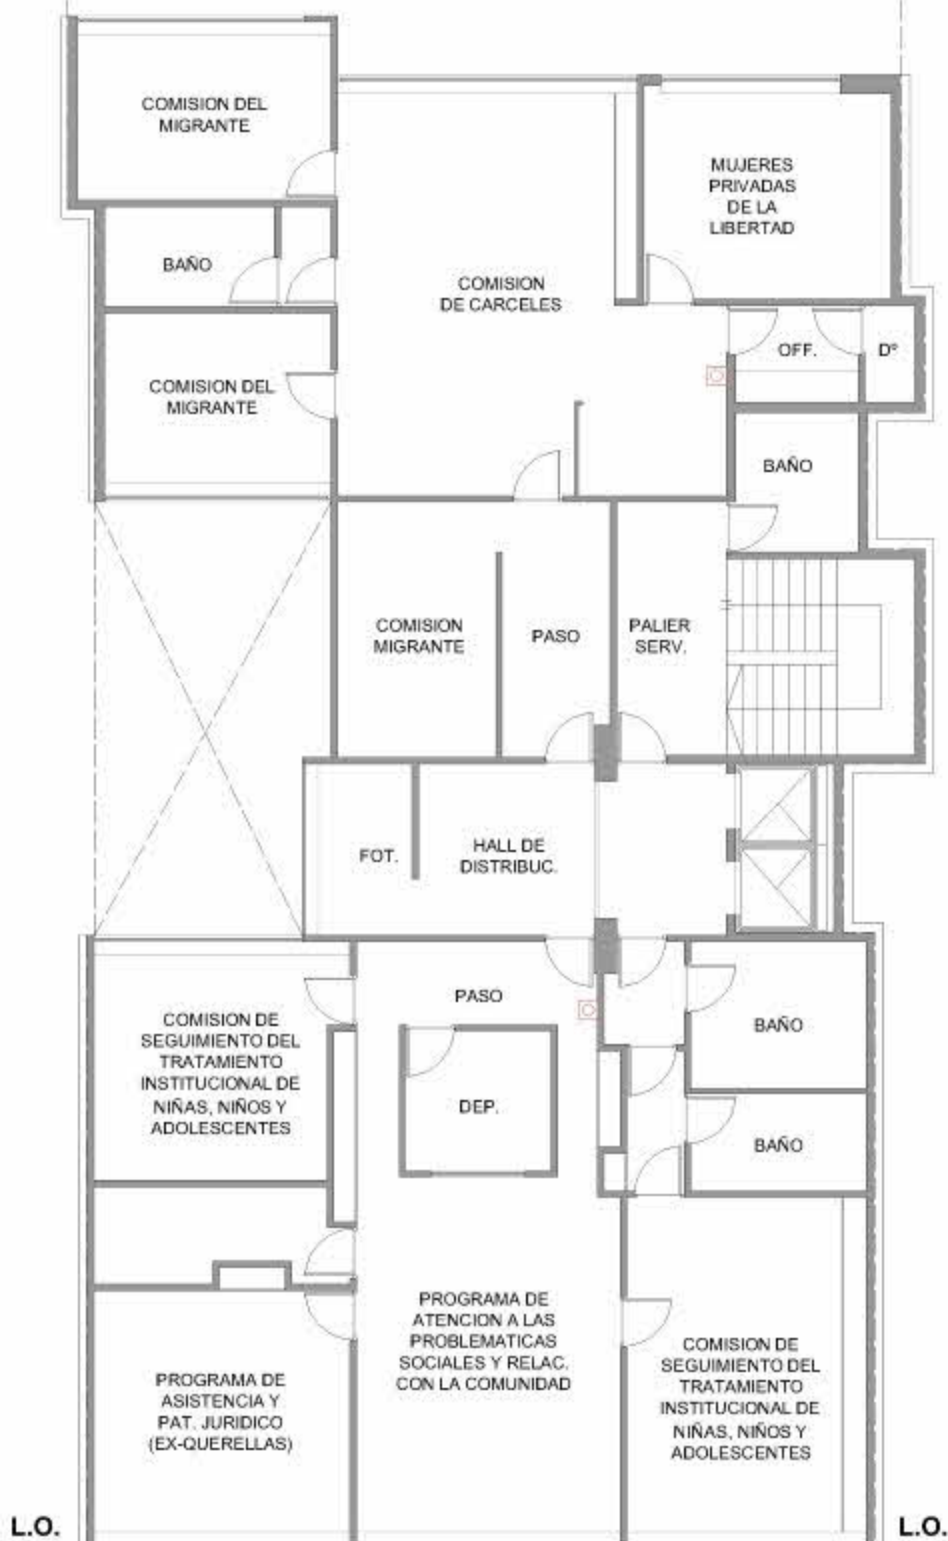 COMISION DEL
MIGRANTE
MUJERES
PRIVADAS
DE LA
LIBERTAD
BAÑO
COMISION
DE CARCELES
OFF.
Dº
COMISION DEL
MIGRANTE
BAÑO
COMISION
MIGRANTE
PASO
PALIER
SERV.
FOT.
HALL DE
DISTRIBUC.
PASO
COMISION DE
SEGUIMIENTO DEL
TRATAMIENTO
INSTITUCIONAL DE
NIÑAS, NIÑOS Y
ADOLESCENTES
BAÑO
DEP.
BAÑO
PROGRAMA DE
ATENCION A LAS
PROBLEMATICAS
SOCIALES Y RELAC.
CON LA COMUNIDAD
PROGRAMA DE
ASISTENCIA Y
PAT. JURIDICO
(EX-QUERELLAS)
COMISION DE
SEGUIMIENTO DEL
TRATAMIENTO
INSTITUCIONAL DE
NIÑAS, NIÑOS Y
ADOLESCENTES
L.O.
L.O.